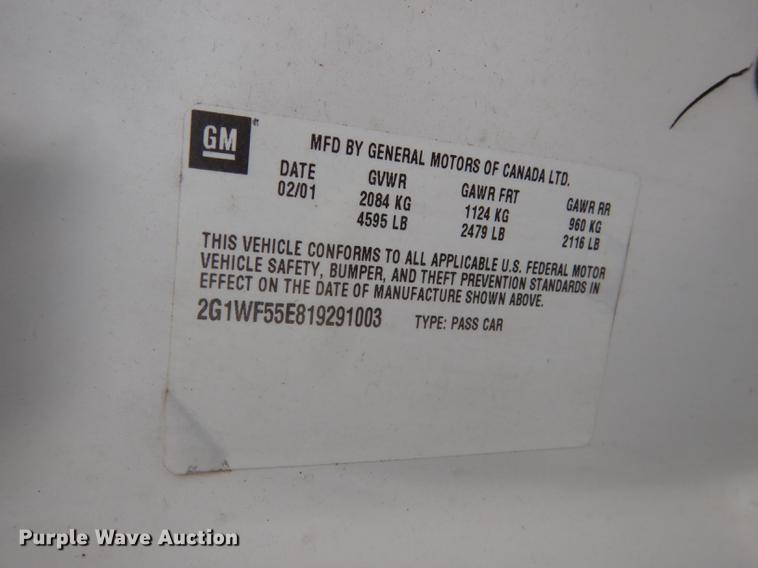 GM
MFD BY GENERAL MOTORS OF CANADA LTD.
DATE GVWR GAWR FRT GAWR RR
02/01 2084 KG 1124 KG 960 KG
4595 LB 2479 LB 2116 LB
THIS VEHICLE CONFORMS TO ALL APPLICABLE U.S. FEDERAL MOTOR
VEHICLE SAFETY, BUMPER, AND THEFT PREVENTION STANDARDS IN
EFFECT ON THE DATE OF MANUFACTURE SHOWN ABOVE.
2G1WF55E819291003 TYPE: PASS CAR
Purple Wave Auction